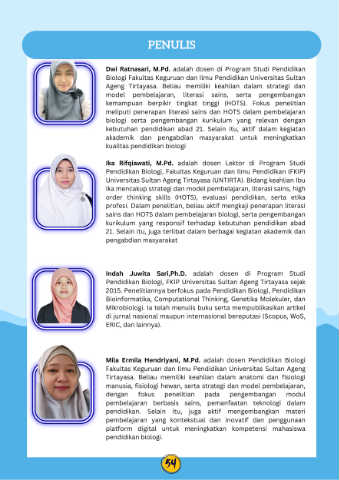 PENULIS
Dwi Ratnasari, M.Pd. adalah dosen di Program Studi Pendidikan
Biologi Fakultas Keguruan dan Ilmu Pendidikan Universitas Sultan
Ageng Tirtayasa. Beliau memiliki keahlian dalam strategi dan
model pembelajaran, literasi sains, serta pengembangan
kemampuan berpikir tingkat tinggi (HOTS). Fokus penelitian
meliputi penerapan literasi sains dan HOTS dalam pembelajaran
biologi serta pengembangan kurikulum yang relevan dengan
kebutuhan pendidikan abad 21. Selain itu, aktif dalam kegiatan
akademik dan pengabdian masyarakat untuk meningkatkan
kualitas pendidikan biologi
Ika Rifqiawati, M.Pd. adalah dosen Lektor di Program Studi
Pendidikan Biologi, Fakultas Keguruan dan Ilmu Pendidikan (FKIP)
Universitas Sultan Ageng Tirtayasa (UNTIRTA). Bidang keahlian Ibu
Ika mencakup strategi dan model pembelajaran, literasi sains, high
order thinking skills (HOTS), evaluasi pendidikan, serta etika
profesi. Dalam penelitian, beliau aktif mengkaji penerapan literasi
sains dan HOTS dalam pembelajaran biologi, serta pengembangan
kurikulum yang responsif terhadap kebutuhan pendidikan abad
21. Selain itu, juga terlibat dalam berbagai kegiatan akademik dan
pengabdian masyarakat
Indah Juwita Sari,Ph.D. adalah dosen di Program Studi
Pendidikan Biologi, FKIP Universitas Sultan Ageng Tirtayasa sejak
2015. Penelitiannya berfokus pada Pendidikan Biologi, Pendidikan
Bioinformatika, Computational Thinking, Genetika Molekuler, dan
Mikrobiologi. Ia telah menulis buku serta mempublikasikan artikel
di jurnal nasional maupun internasional bereputasi (Scopus, WoS,
ERIC, dan lainnya).
Mila Ermila Hendriyani, M.Pd. adalah dosen Pendidikan Biologi
Fakultas Keguruan dan Ilmu Pendidikan Universitas Sultan Ageng
Tirtayasa. Beliau memiliki keahlian dalam anatomi dan fisiologi
manusia, fisiologi hewan, serta strategi dan model pembelajaran,
dengan fokus penelitian pada pengembangan modul
pembelajaran berbasis sains, pemanfaatan teknologi dalam
pendidikan. Selain itu, juga aktif mengembangkan materi
pembelajaran yang kontekstual dan inovatif dan penggunaan
platform digital untuk meningkatkan kompetensi mahasiswa
pendidikan biologi.
54